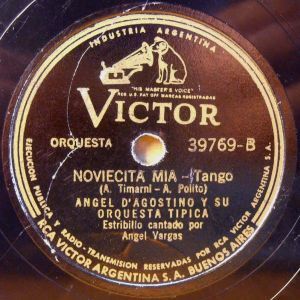 INDUSTRIA ARGENTINA
"HIS MASTER'S VOICE"
REG. U.S. PAT. OFF MARCAS REGISTRADAS
VICTOR
ORQUESTA
39769-B
NOVIECITA MIA - Tango
(A. Timarni - A. Polito)
ANGEL D'AGOSTINO Y SU
ORQUESTA TIPICA
Estribillo cantado por
Angel Vargas
EJECUCION PUBLICA Y RADIO-TRANSMISION RESERVADAS POR RCA VICTOR ARGENTINA S.A.
RCA VICTOR ARGENTINA S.A. BUENOS AIRES